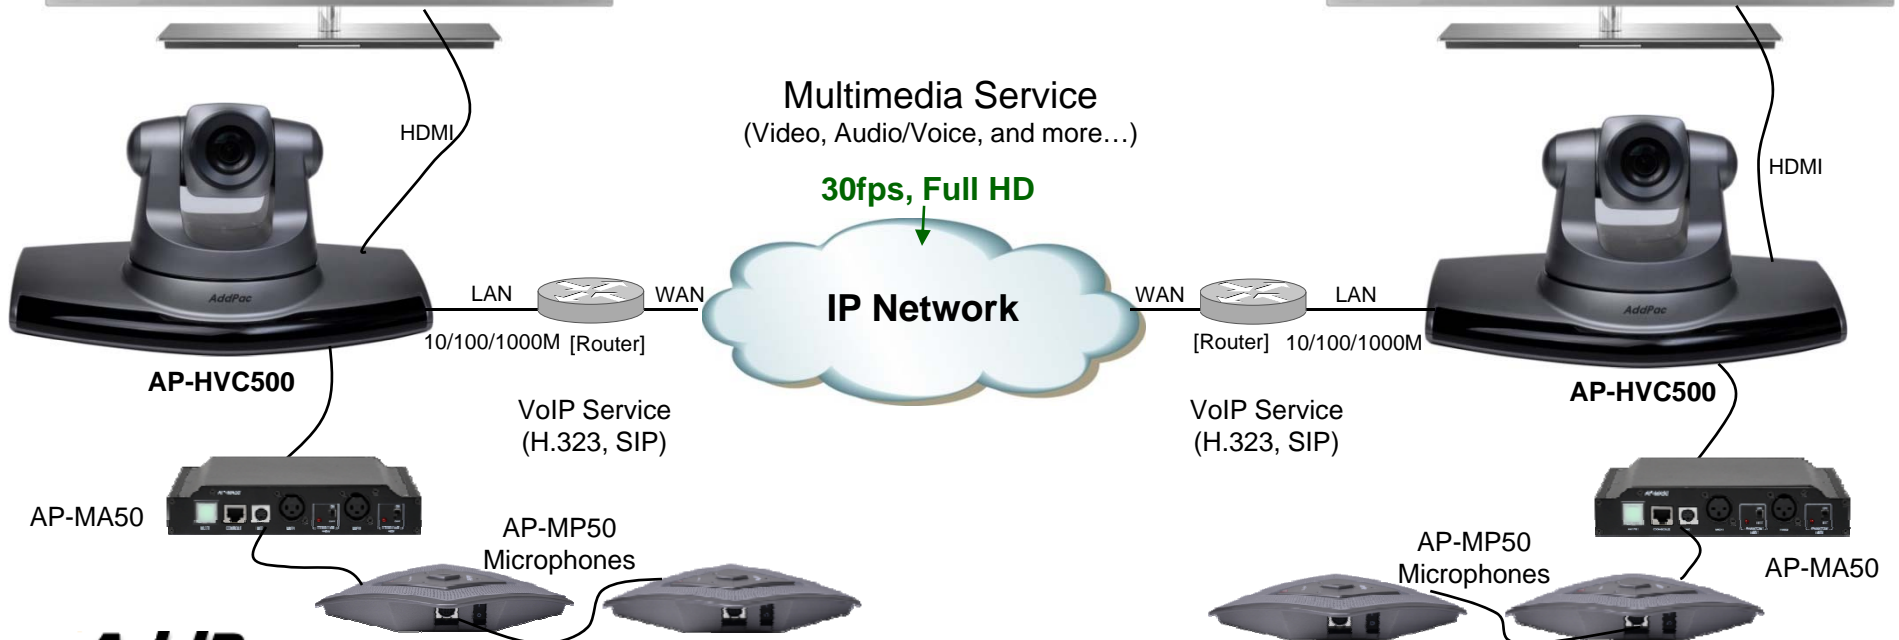 Multimedia Service
(Video, Audio/Voice, and more…)
30fps, Full HD
HDMI
HDMI
AddPac
LAN
WAN
IP Network
WAN
LAN
AddPac
10/100/1000M
[Router]
[Router]
10/100/1000M
AP-HVC500
AP-HVC500
VoIP Service
(H.323, SIP)
VoIP Service
(H.323, SIP)
AP-MA50
AP-MP50
Microphones
AP-MP50
Microphones
AP-MA50